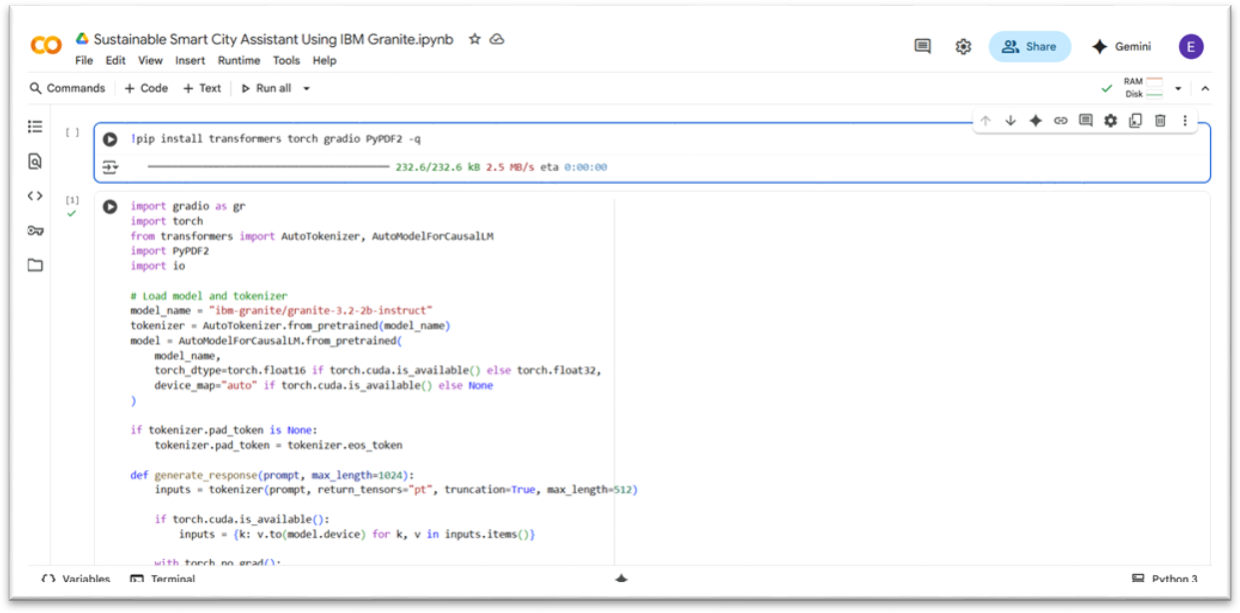 CO Sustainable Smart City Assistant Using IBM Granite.ipynb
File Edit View Insert Runtime Tools Help
Share Gemini E
Commands + Code + Text Run all
RAM
Disk
[ ] !pip install transformers torch gradio PyPDF2 -q
232.6/232.6 kB 2.5 MB/s eta 0:00:00
[1] import gradio as gr
import torch
from transformers import AutoTokenizer, AutoModelForCausalLM
import PyPDF2
import io
# Load model and tokenizer
model_name = "ibm-granite/granite-3.2-2b-instruct"
tokenizer = AutoTokenizer.from_pretrained(model_name)
model = AutoModelForCausalLM.from_pretrained(
model_name,
torch_dtype=torch.float16 if torch.cuda.is_available() else torch.float32,
device_map="auto" if torch.cuda.is_available() else None
)
if tokenizer.pad_token is None:
tokenizer.pad_token = tokenizer.eos_token
def generate_response(prompt, max_length=1024):
inputs = tokenizer(prompt, return_tensors="pt", truncation=True, max_length=512)
if torch.cuda.is_available():
inputs = {k: v.to(model.device) for k, v in inputs.items()}
with torch.no_grad():
Variables Terminal Python 3